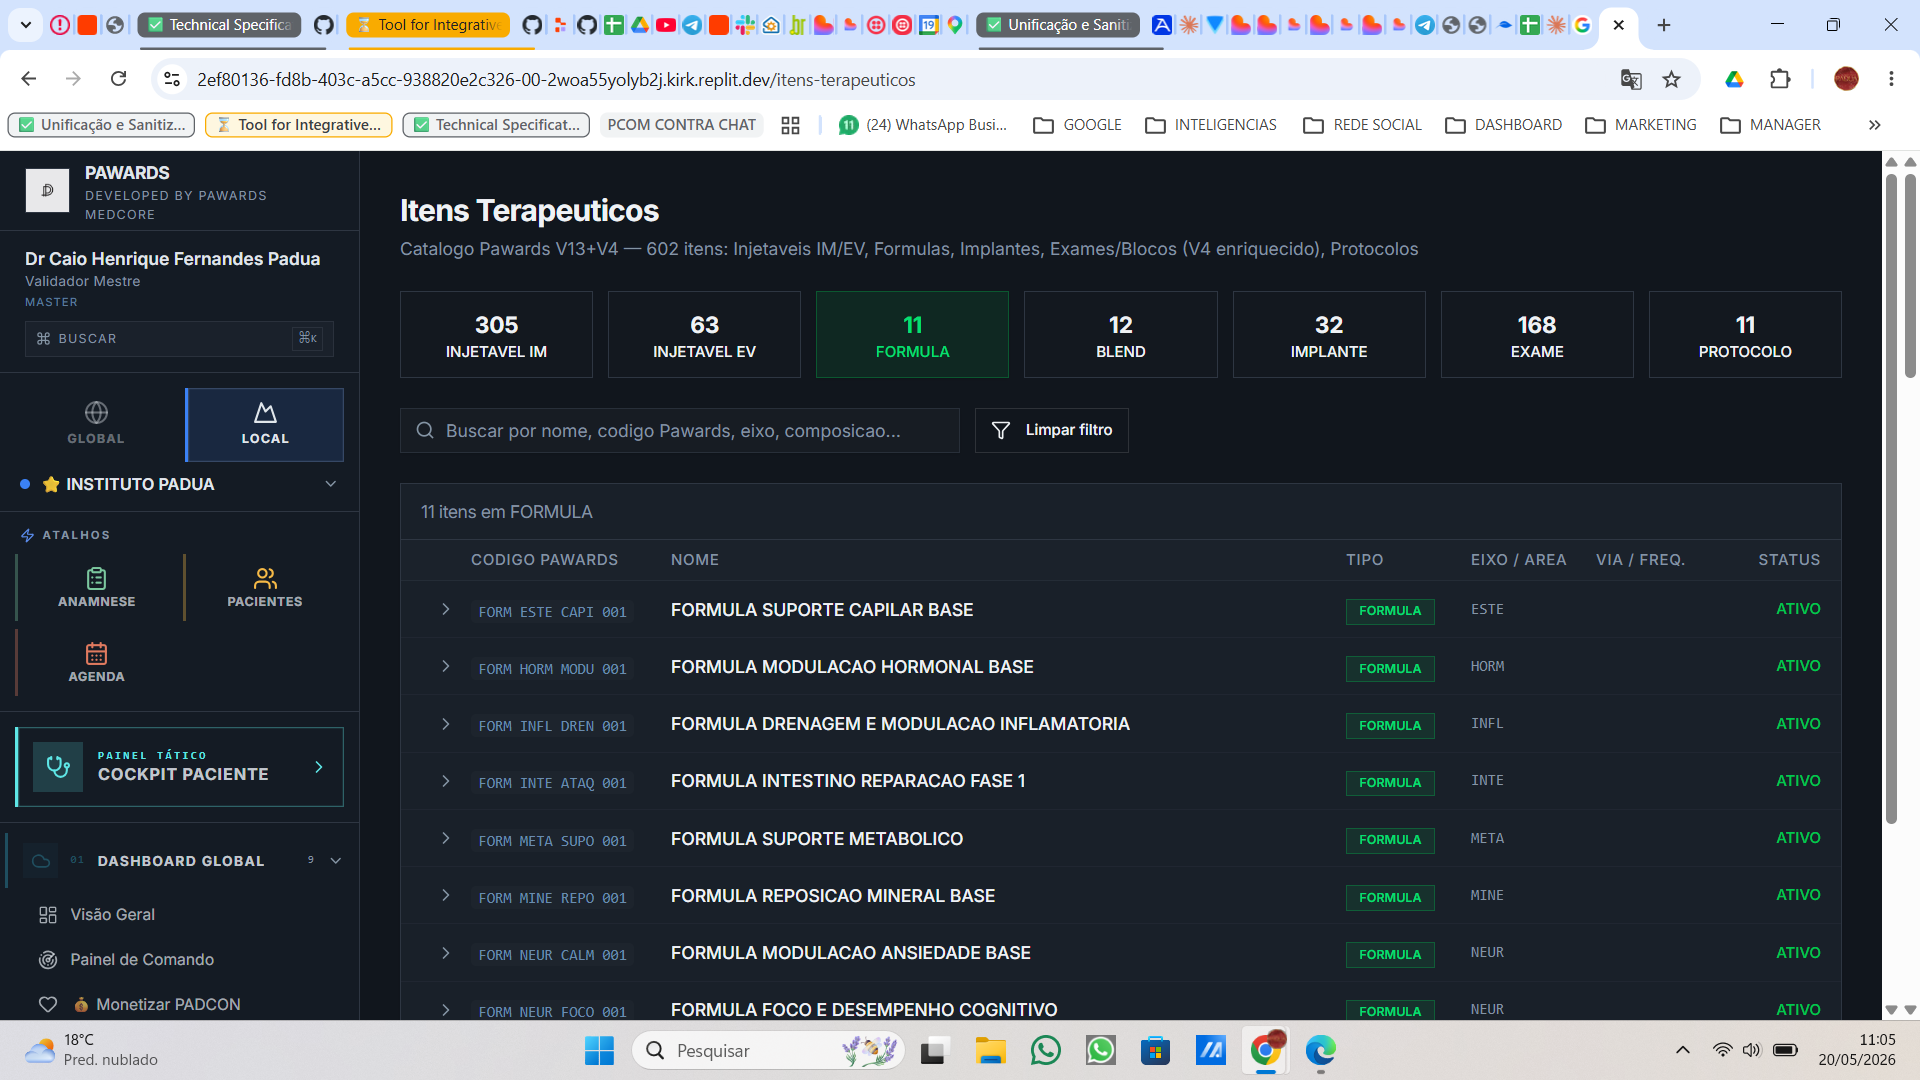 Technical Specifica
Tool for Integrative
Unificação e Saniti
2ef80136-fd8b-403c-a5cc-938820e2c326-00-2woa55yolyb2j.kirk.replit.dev/itens-terapeuticos
Unificação e Sanitiz...
Tool for Integrative...
Technical Specificat...
PCOM CONTRA CHAT
(24) WhatsApp Busi...
GOOGLE
INTELIGENCIAS
REDE SOCIAL
DASHBOARD
MARKETING
MANAGER
PAWARDS
DEVELOPED BY PAWARDS
MEDCORE
Dr Caio Henrique Fernandes Padua
Validador Mestre
MASTER
BUSCAR ⌘K
GLOBAL
LOCAL
INSTITUTO PADUA
ATALHOS
ANAMNESE
PACIENTES
AGENDA
PAINEL TÁTICO
COCKPIT PACIENTE
01 DASHBOARD GLOBAL 9
Visão Geral
Painel de Comando
Monetizar PADCON
Itens Terapeuticos
Catalogo Pawards V13+V4 — 602 itens: Injetaveis IM/EV, Formulas, Implantes, Exames/Blocos (V4 enriquecido), Protocolos
305
INJETAVEL IM
63
INJETAVEL EV
11
FORMULA
12
BLEND
32
IMPLANTE
168
EXAME
11
PROTOCOLO
Buscar por nome, codigo Pawards, eixo, composicao...
Limpar filtro
11 itens em FORMULA
CODIGO PAWARDS NOME TIPO EIXO / AREA VIA / FREQ. STATUS
FORM ESTE CAPI 001 FORMULA SUPORTE CAPILAR BASE FORMULA ESTE ATIVO
FORM HORM MODU 001 FORMULA MODULACAO HORMONAL BASE FORMULA HORM ATIVO
FORM INFL DREN 001 FORMULA DRENAGEM E MODULACAO INFLAMATORIA FORMULA INFL ATIVO
FORM INTE ATAQ 001 FORMULA INTESTINO REPARACAO FASE 1 FORMULA INTE ATIVO
FORM META SUPO 001 FORMULA SUPORTE METABOLICO FORMULA META ATIVO
FORM MINE REPO 001 FORMULA REPOSICAO MINERAL BASE FORMULA MINE ATIVO
FORM NEUR CALM 001 FORMULA MODULACAO ANSIEDADE BASE FORMULA NEUR ATIVO
FORM NEUR FOCO 001 FORMULA FOCO E DESEMPENHO COGNITIVO FORMULA NEUR ATIVO
18°C
Pred. nublado
Pesquisar
11:05
20/05/2026